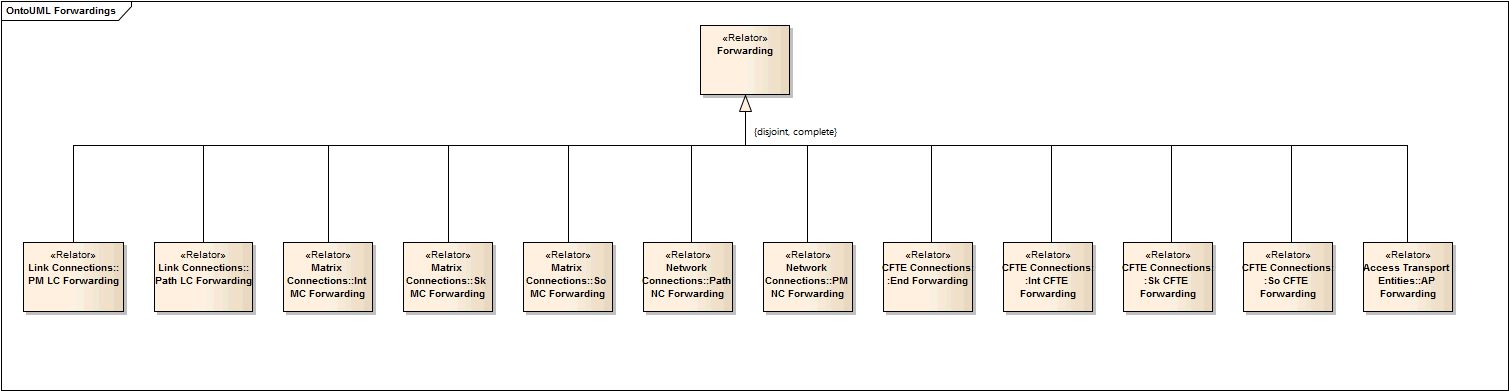 OntoUML Forwardings
«Relator»
Forwarding
{disjoint, complete}
«Relator»
Link Connections::
PM LC Forwarding
«Relator»
Link Connections::
Path LC Forwarding
«Relator»
Matrix
Connections::Int
MC Forwarding
«Relator»
Matrix
Connections::Sk
MC Forwarding
«Relator»
Matrix
Connections::So
MC Forwarding
«Relator»
Network
Connections::Path
NC Forwarding
«Relator»
Network
Connections::PM
NC Forwarding
«Relator»
CFTE Connections:
:End Forwarding
«Relator»
CFTE Connections:
:Int CFTE
Forwarding
«Relator»
CFTE Connections:
:Sk CFTE
Forwarding
«Relator»
CFTE Connections:
:So CFTE
Forwarding
«Relator»
Access Transport
Entities::AP
Forwarding